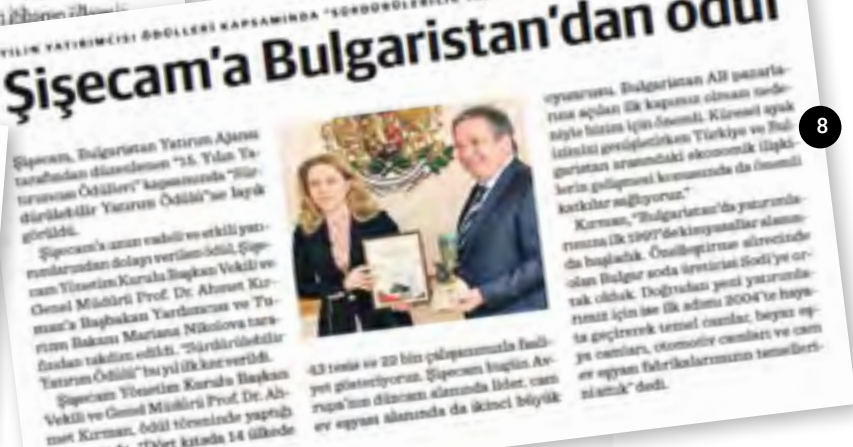 YILIN YATIRIMCISI ÖDÜLLERİ KAPSAMINDA "SÜRDÜRÜLEBİLİR
Şişecam'a Bulgaristan'dan ödül
Şişecam, Bulgaristan Yatırım Ajansı
tarafından düzenlenen "15. Yılın Ya-
tırımcısı Ödülleri" kapsamında "Sür-
dürülebilir Yatırım Ödülü"ne layık
görüldü.
Şişecam'a uzun vadeli ve etkili yatı-
rımlarından dolayı verilen ödül, Şişe-
cam Yönetim Kurulu Başkan Vekili ve
Genel Müdürü Prof. Dr. Ahmet Kır-
man'a Başbakan Yardımcısı ve Tu-
rizm Bakanı Mariana Nikolova tara-
fından takdim edildi. "Sürdürülebilir
Yatırım Ödülü" bu yıl ilk kez verildi.
Şişecam Yönetim Kurulu Başkan
Vekili ve Genel Müdürü Prof. Dr. Ah-
met Kırman, ödül töreninde yaptığı
"Dört kıtada 14 ülkede
43 tesis ve 22 bin çalışanımızla faali-
yet gösteriyoruz. Şişecam bugün Av-
rupa'nın düzcam alanında lider, cam
ev eşyası alanında da ikinci büyük
oyuncusu. Bulgaristan AB pazarla-
rına açılan ilk kapımız olması nede-
niyle bizim için önemli. Küresel ayak
izimizi genişletirken Türkiye ve Bul-
garistan arasındaki ekonomik ilişki-
lerin gelişmesi konusunda da önemli
katkılar sağlıyoruz."
Kırman, "Bulgaristan'da yatırımla-
rımıza ilk 1997'de kimyasallar alanın-
da başladık. Özelleştirme sürecinde
olan Bulgar soda üreticisi Sodi'ye or-
tak olduk. Doğrudan yeni yatırımla-
rımız için ise ilk adımı 2004'te haya-
ta geçirerek temel camlar, beyaz eş-
ya camları, otomotiv camları ve cam
ev eşyası fabrikalarımızın temelleri-
ni attık" dedi.
8